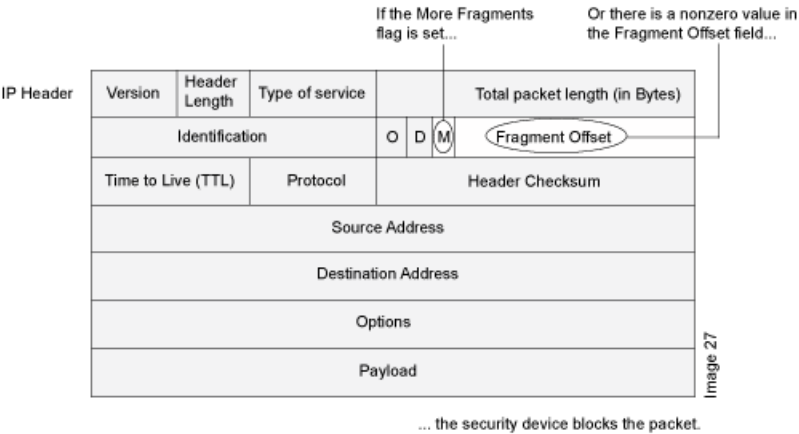 If the More Fragments
flag is set...
Or there is a nonzero value in
the Fragment Offset field...
IP Header
Version
Header
Length
Type of service
Total packet length (in Bytes)
Identification
O
D
M
Fragment Offset
Time to Live (TTL)
Protocol
Header Checksum
Source Address
Destination Address
Options
Payload
Image 27
... the security device blocks the packet.